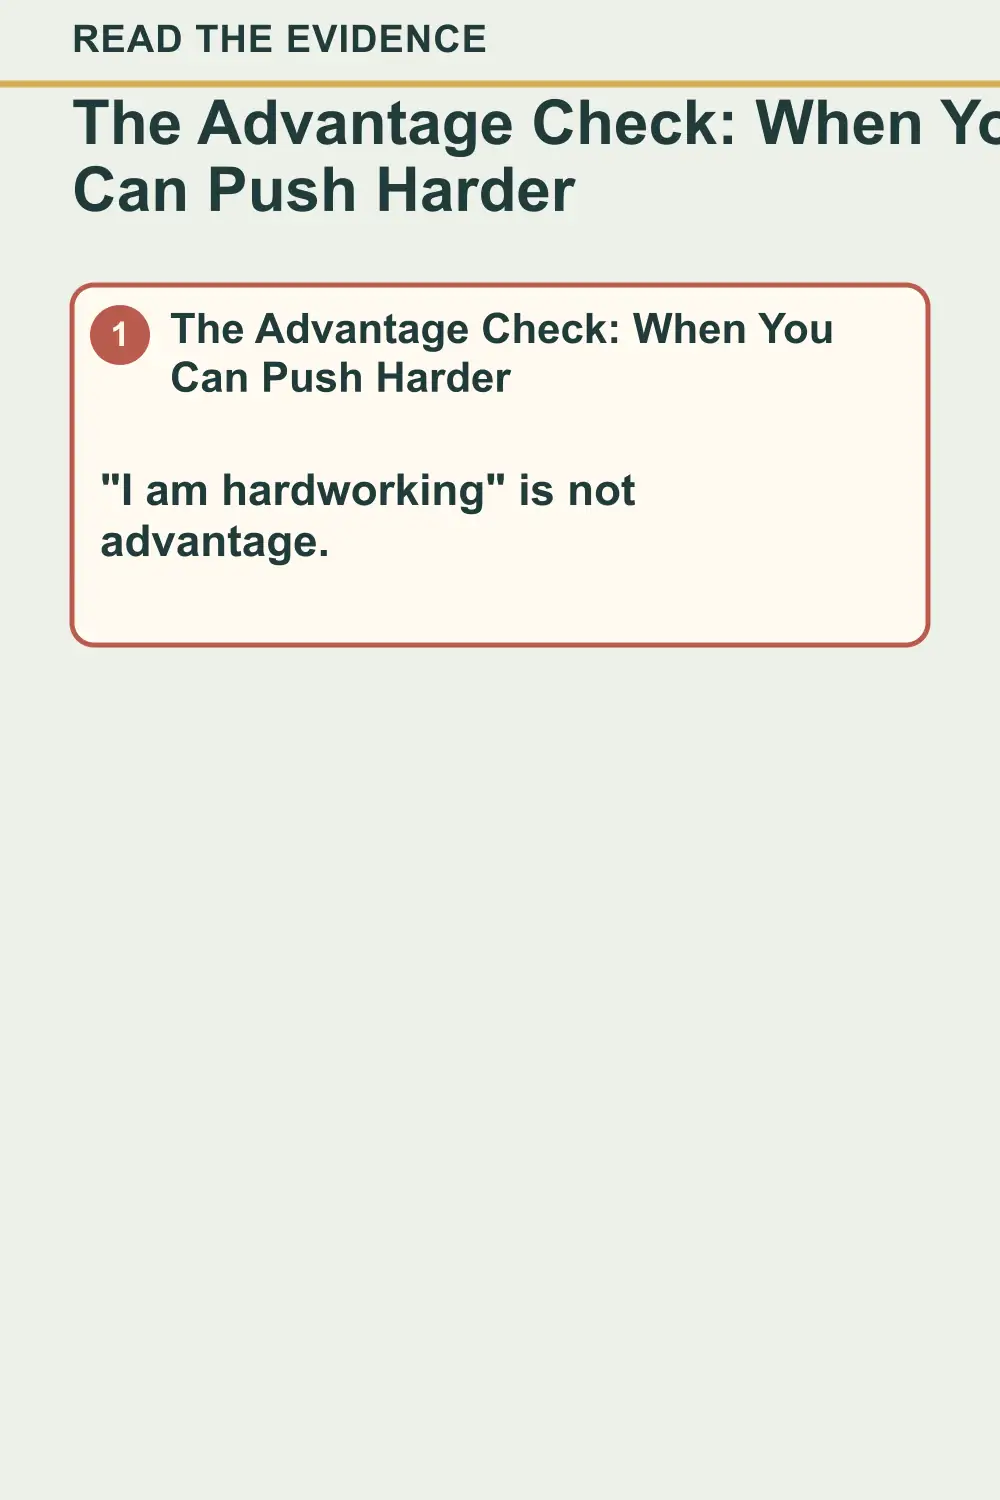 READ THE EVIDENCE
The Advantage Check: When Yo
Can Push Harder
1
The Advantage Check: When You
Can Push Harder
"I am hardworking" is not
advantage.